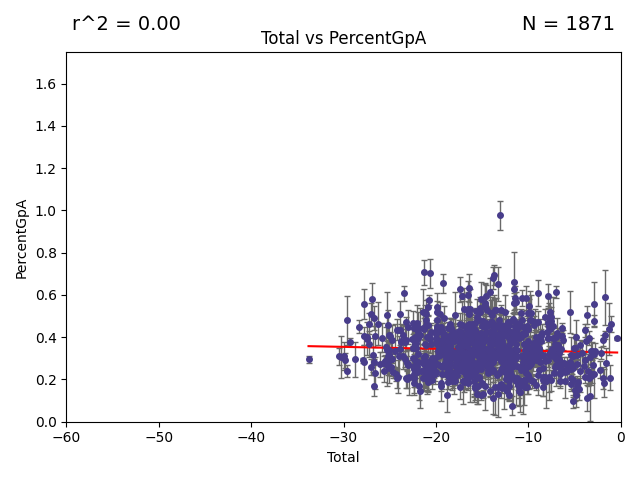 r^2 = 0.00
N = 1871
Total vs PercentGpA
1.6
1.4
1.2
1.0
0.8
0.6
0.4
0.2
0.0
PercentGpA
−60 −50 −40 −30 −20 −10 0
Total